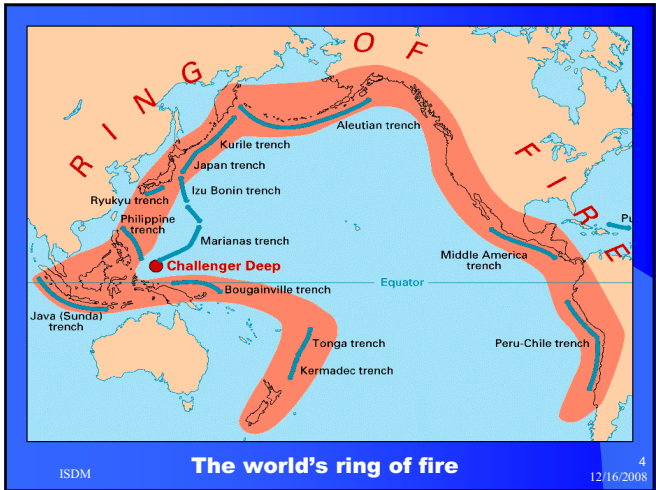 RING OF FIRE
Aleutian trench
Kurile trench
Japan trench
Izu Bonin trench
Ryukyu trench
Philippine
trench
Marianas trench
Challenger Deep
Pu
Middle America
trench
Equator
Bougainville trench
Java (Sunda)
trench
Tonga trench
Kermadec trench
Peru-Chile trench
ISDM
The world's ring of fire
4
12/16/2008